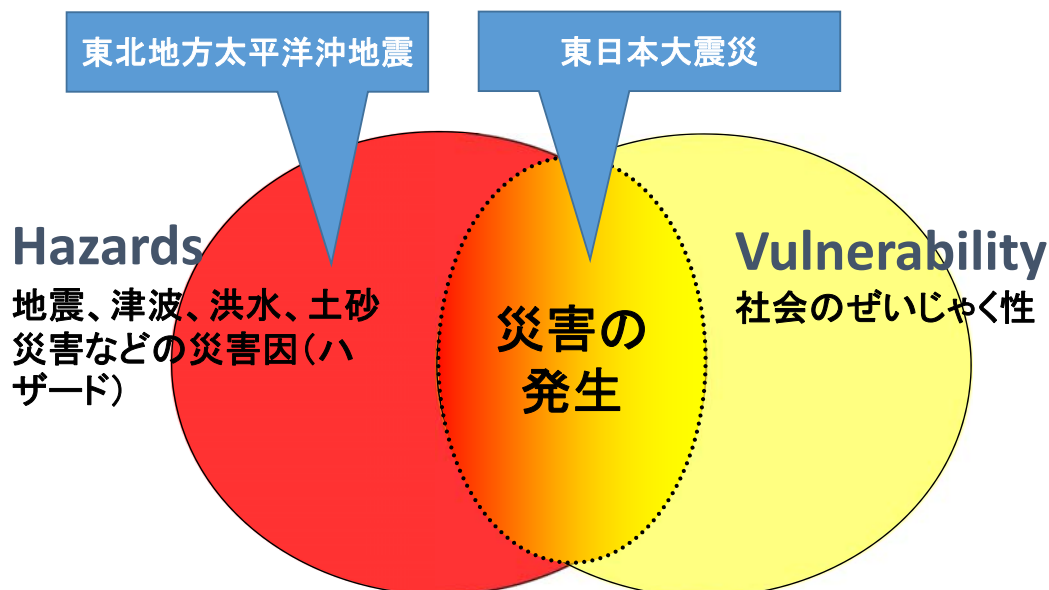 東北地方太平洋沖地震
東日本大震災
Hazards
地震、津波、洪水、土砂
災害などの災害因（ハ
ザード）
災害の
発生
Vulnerability
社会のぜいじゃく性